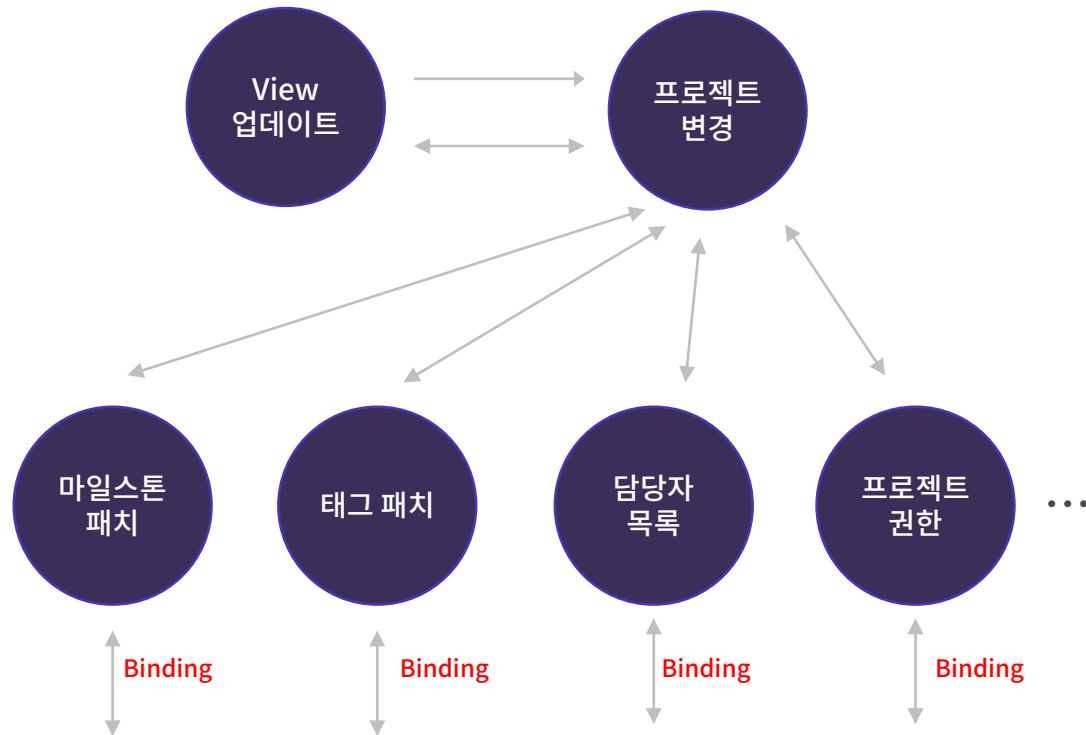 View
업데이트
프로젝트
변경
마일스톤
패치
태그 패치
담당자
목록
프로젝트
권한
...
Binding
Binding
Binding
Binding